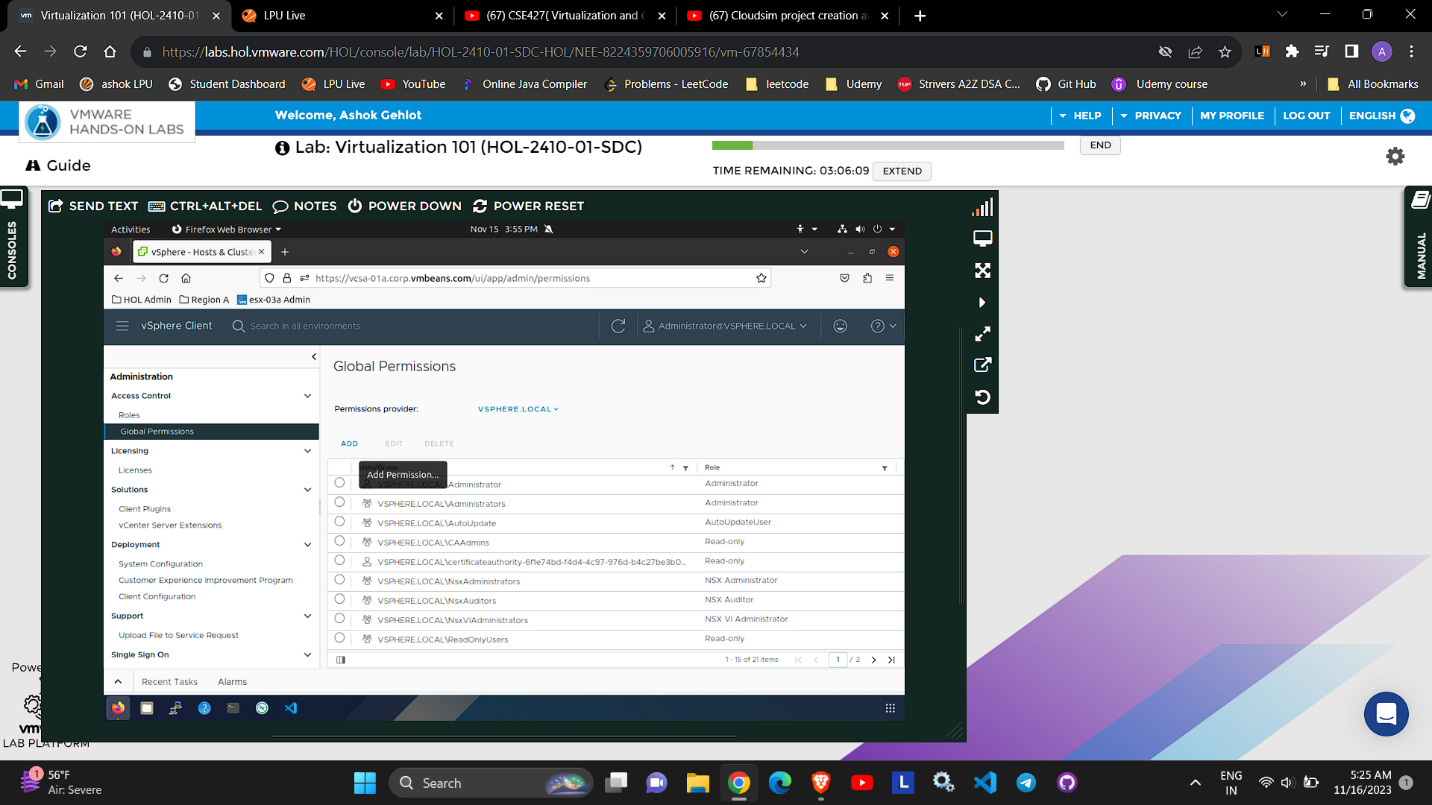 Virtualization 101 (HOL-2410-01 LPU Live (67) CSE427( Virtualization and C (67) Cloudsim project creation a
https://labs.hol.vmware.com/HOL/console/lab/HOL-2410-01-SDC-HOL/NEE-8224359706005916/vm-67854434
Gmail ashok LPU Student Dashboard LPU Live YouTube Online Java Compiler Problems - LeetCode leetcode Udemy Strivers A2Z DSA C... Git Hub Udemy course » All Bookmarks
VMWARE
HANDS-ON LABS
Welcome, Ashok Gehlot
HELP PRIVACY MY PROFILE LOG OUT ENGLISH
Guide
Lab: Virtualization 101 (HOL-2410-01-SDC)
END
TIME REMAINING: 03:06:09 EXTEND
CONSOLES
MANUAL
SEND TEXT CTRL+ALT+DEL NOTES POWER DOWN POWER RESET
Activities Firefox Web Browser Nov 15 3:55 PM
vSphere - Hosts & Cluste
https://vcsa-01a.corp.vmbeans.com/ui/app/admin/permissions
HOL Admin Region A esx-03a Admin
vSphere Client Search in all environments Administrator@VSPHERE.LOCAL
Administration
Access Control
Roles
Global Permissions
Licensing
Licenses
Solutions
Client Plugins
vCenter Server Extensions
Deployment
System Configuration
Customer Experience Improvement Program
Client Configuration
Support
Upload File to Service Request
Single Sign On
Global Permissions
Permissions provider: VSPHERE.LOCAL
ADD EDIT DELETE
Role
Add Permission...
VSPHERE.LOCAL\Administrator Administrator
VSPHERE.LOCAL\Administrators Administrator
VSPHERE.LOCAL\AutoUpdate AutoUpdateUser
VSPHERE.LOCAL\CAAdmins Read-only
VSPHERE.LOCAL\certificateauthority-6f1e74bd-f4d4-4c97-976d-b4c27be3b0... Read-only
VSPHERE.LOCAL\NsxAdministrators NSX Administrator
VSPHERE.LOCAL\NsxAuditors NSX Auditor
VSPHERE.LOCAL\NsxViAdministrators NSX VI Administrator
VSPHERE.LOCAL\ReadOnlyUsers Read-only
1 - 15 of 21 items 1 / 2
Recent Tasks Alarms
Powe
vmw
LAB PLATFORM
1 56°F
Air: Severe
Search
ENG
IN
5:25 AM
11/16/2023 1